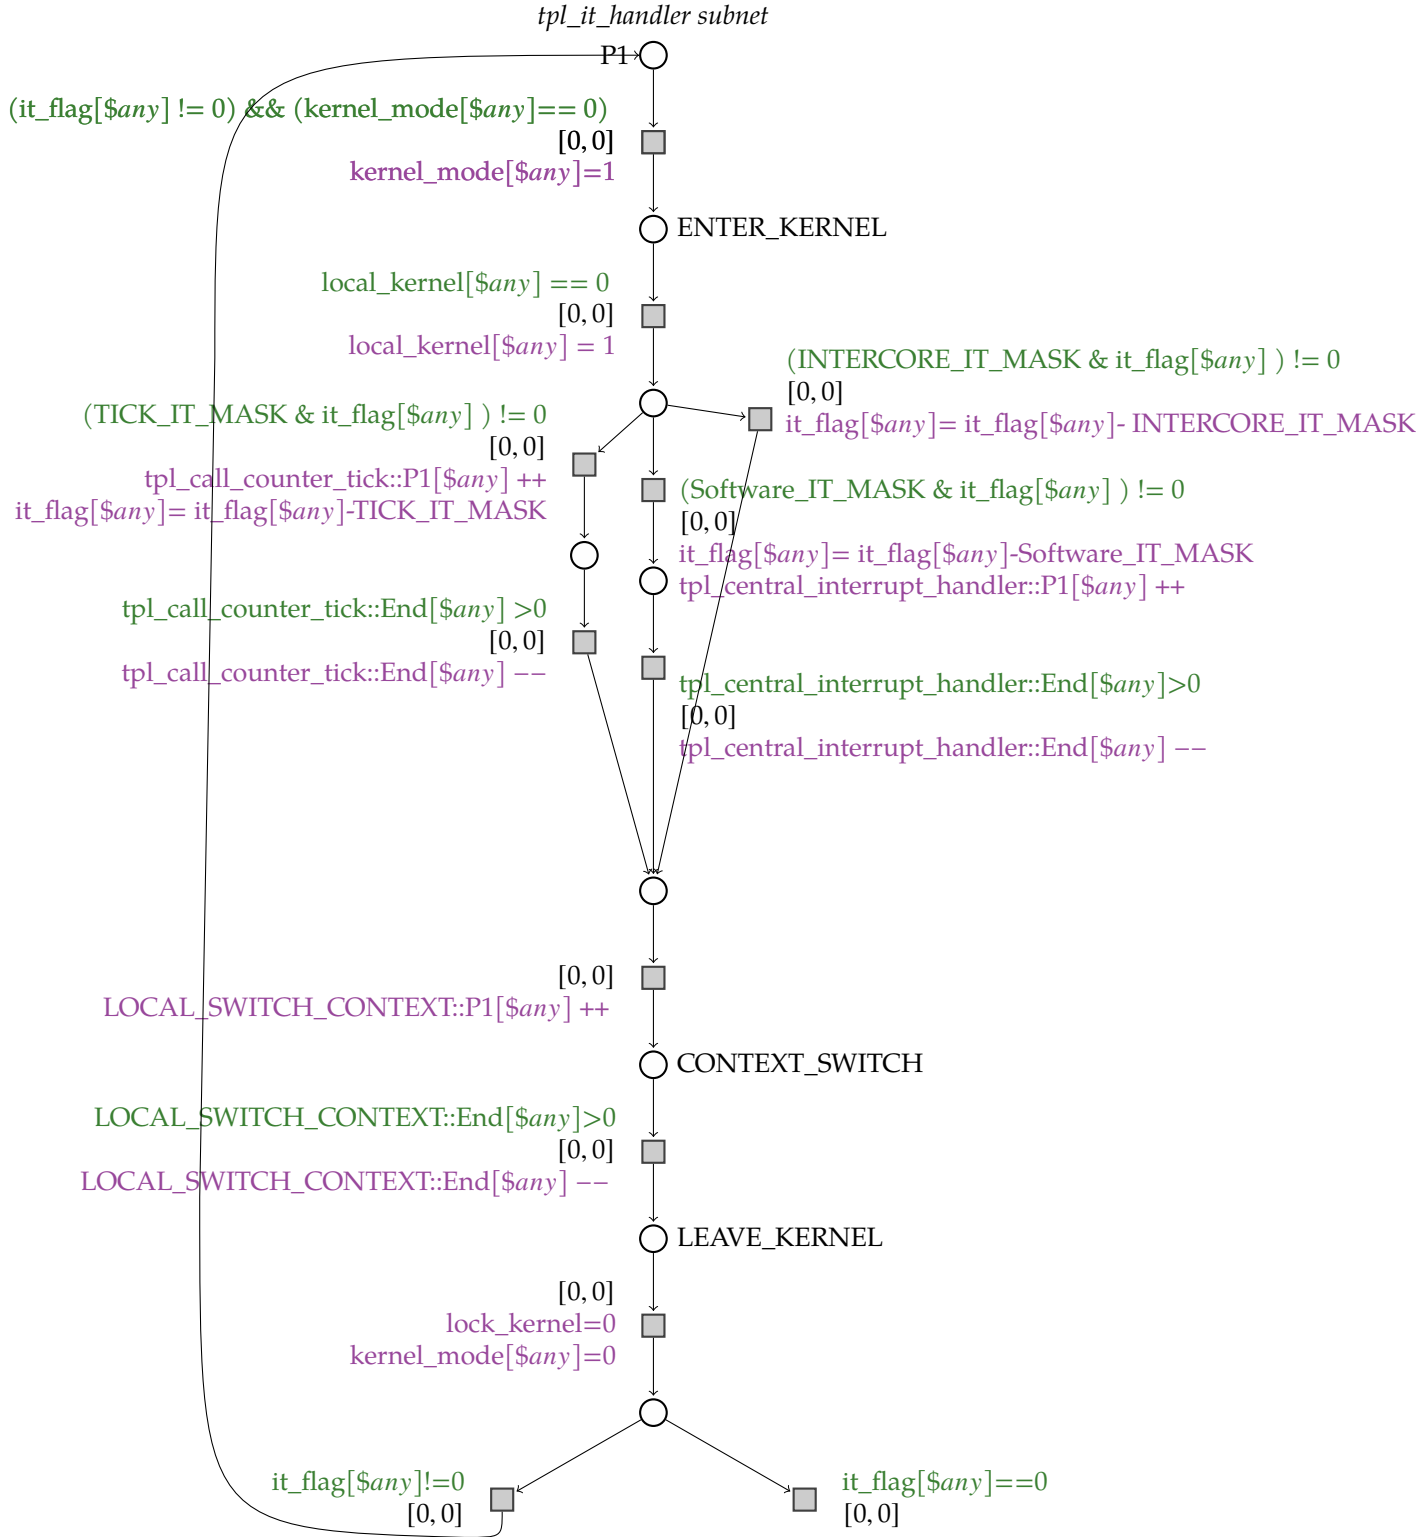 tpl_it_handler subnet
P1
(it_flag[$any] != 0) && (kernel_mode[$any]== 0)
[0, 0]
kernel_mode[$any]=1
ENTER_KERNEL
local_kernel[$any] == 0
[0, 0]
local_kernel[$any] = 1
(INTERCORE_IT_MASK & it_flag[$any] ) != 0
[0, 0]
it_flag[$any]= it_flag[$any]- INTERCORE_IT_MASK
(TICK_IT_MASK & it_flag[$any] ) != 0
[0, 0]
tpl_call_counter_tick::P1[$any] ++
it_flag[$any]= it_flag[$any]-TICK_IT_MASK
(Software_IT_MASK & it_flag[$any] ) != 0
[0, 0]
it_flag[$any]= it_flag[$any]-Software_IT_MASK
tpl_central_interrupt_handler::P1[$any] ++
tpl_call_counter_tick::End[$any] >0
[0, 0]
tpl_call_counter_tick::End[$any] −−
tpl_central_interrupt_handler::End[$any]>0
[0, 0]
tpl_central_interrupt_handler::End[$any] −−
[0, 0]
LOCAL_SWITCH_CONTEXT::P1[$any] ++
CONTEXT_SWITCH
LOCAL_SWITCH_CONTEXT::End[$any]>0
[0, 0]
LOCAL_SWITCH_CONTEXT::End[$any] −−
LEAVE_KERNEL
[0, 0]
lock_kernel=0
kernel_mode[$any]=0
it_flag[$any]!=0
[0, 0]
it_flag[$any]==0
[0, 0]